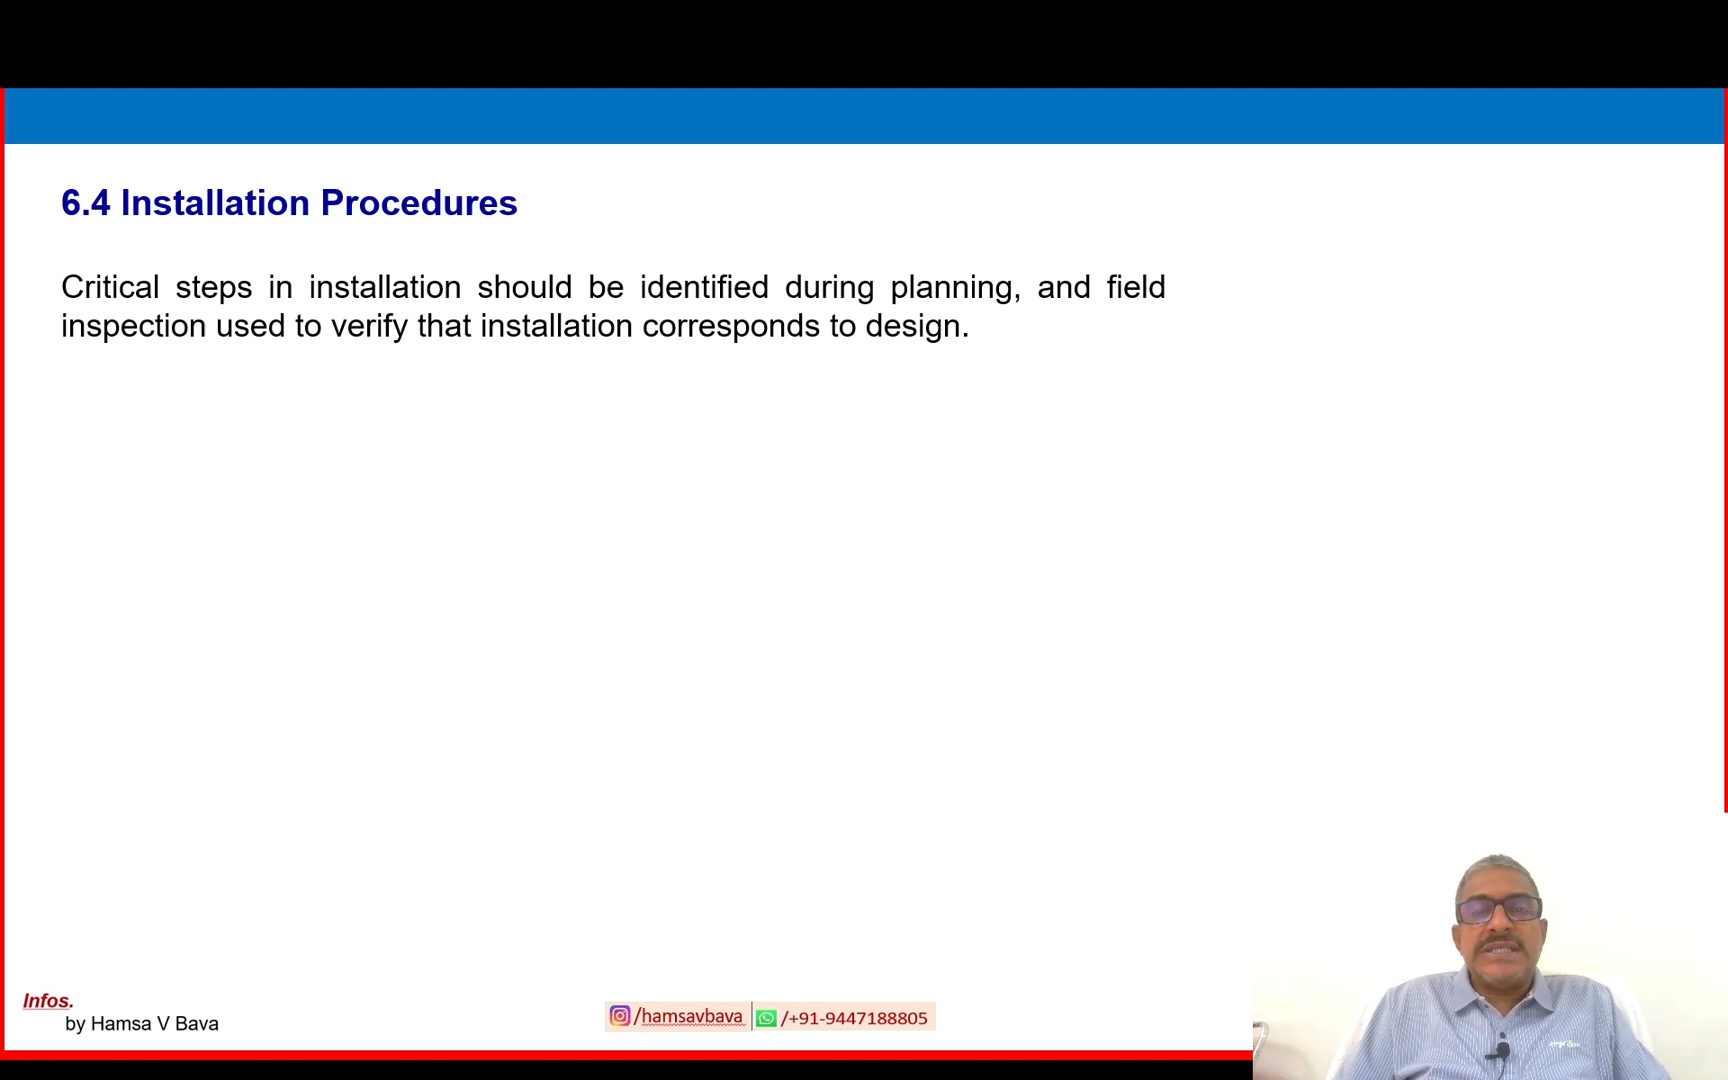 6.4 Installation Procedures
Critical steps in installation should be identified during planning, and field
inspection used to verify that installation corresponds to design.
Infos.
by Hamsa V Bava
/hamsavbava
/+91-9447188805